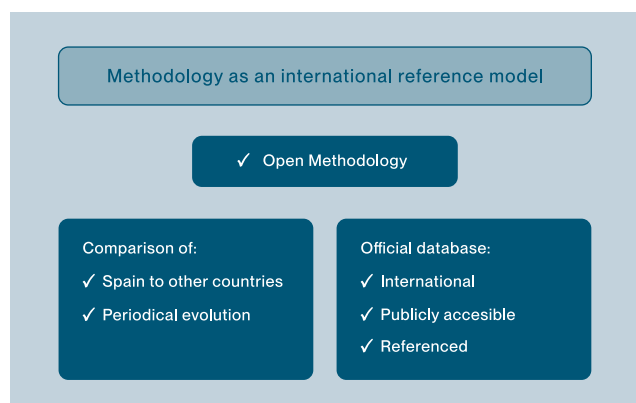 Methodology as an international reference model
✓ Open Methodology
Comparison of:
✓ Spain to other countries
✓ Periodical evolution
Official database:
✓ International
✓ Publicly accesible
✓ Referenced